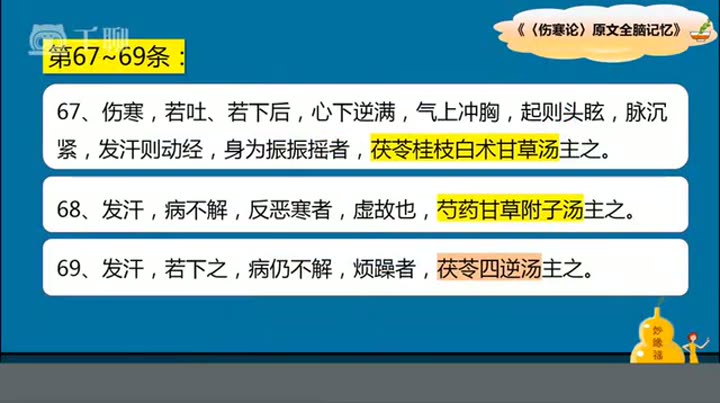 千聊
《〈伤寒论〉原文全脑记忆》
第67~69条：
67、伤寒，若吐、若下后，心下逆满，气上冲胸，起则头眩，脉沉
紧，发汗则动经，身为振振摇者，茯苓桂枝白术甘草汤主之。
68、发汗，病不解，反恶寒者，虚故也，芍药甘草附子汤主之。
69、发汗，若下之，病仍不解，烦躁者，茯苓四逆汤主之。
妙缘福